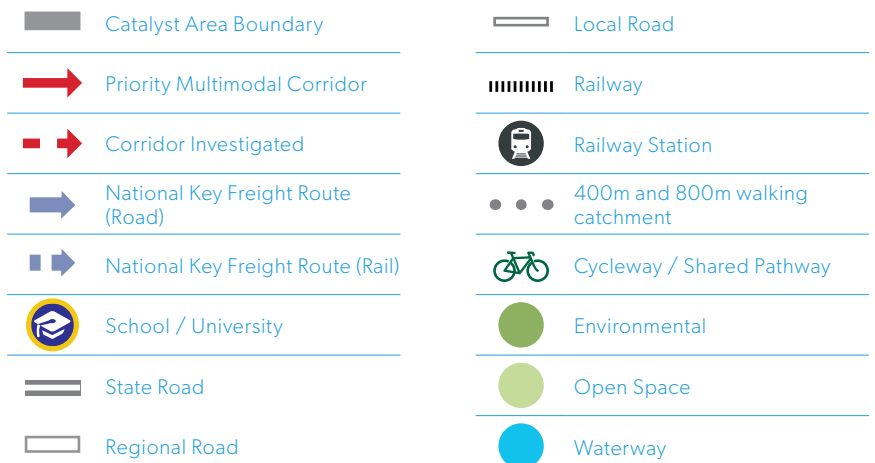 Catalyst Area Boundary
Priority Multimodal Corridor
Corridor Investigated
National Key Freight Route
(Road)
National Key Freight Route (Rail)
School / University
State Road
Regional Road
Local Road
Railway
Railway Station
400m and 800m walking
catchment
Cycleway / Shared Pathway
Environmental
Open Space
Waterway